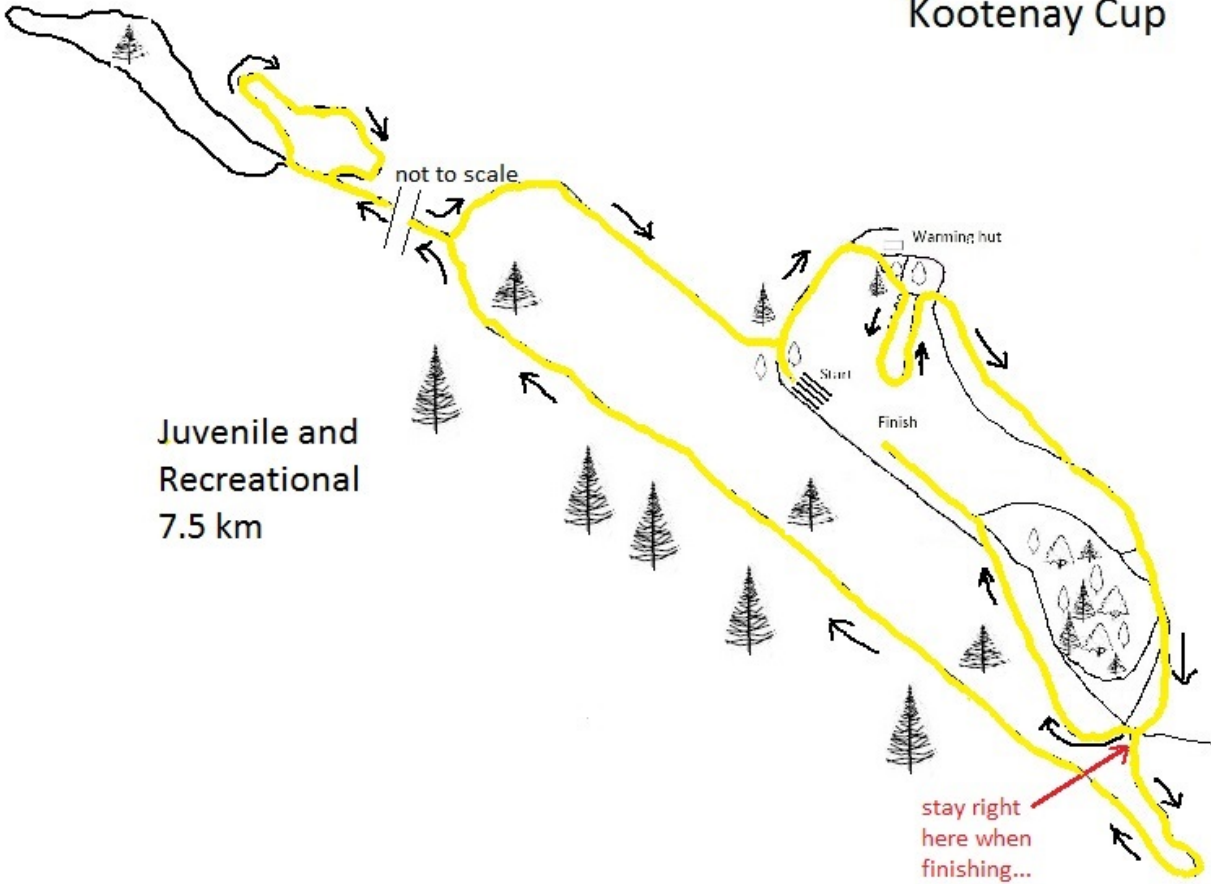 Kootenay Cup
not to scale
Warming hut
Start
Finish
Juvenile and
Recreational
7.5 km
stay right
here when
finishing...